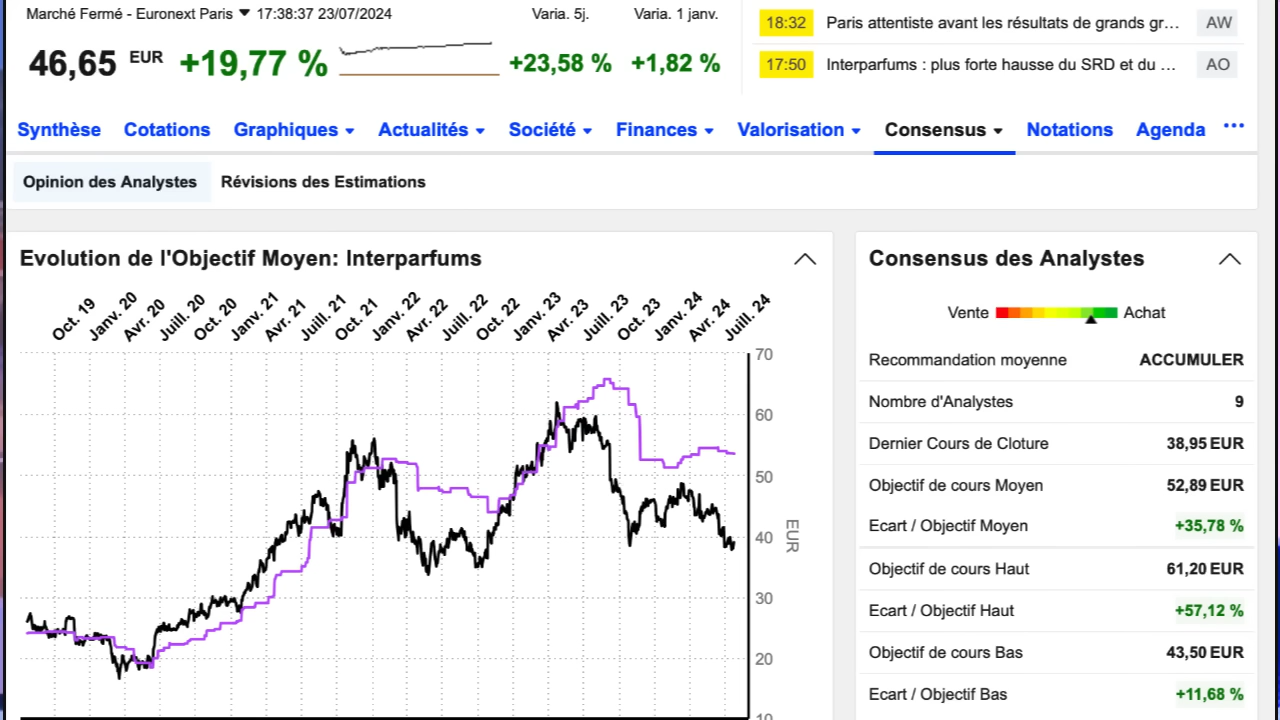 Marché Fermé - Euronext Paris 17:38:37 23/07/2024
46,65 EUR +19,77 %
Varia. 5j. Varia. 1 janv.
+23,58 % +1,82 %
18:32 Paris attentiste avant les résultats de grands gr... AW
17:50 Interparfums : plus forte hausse du SRD et du ... AO
Synthèse Cotations Graphiques Actualités Société Finances Valorisation Consensus Notations Agenda ...
Opinion des Analystes Révisions des Estimations
Evolution de l'Objectif Moyen: Interparfums
Oct. 19 Janv. 20 Avr. 20 Juill. 20 Oct. 20 Janv. 21 Avr. 21 Juill. 21 Oct. 21 Janv. 22 Avr. 22 Juill. 22 Oct. 22 Janv. 23 Avr. 23 Juill. 23 Oct. 23 Janv. 24 Avr. 24 Juill. 24
70
60
50
40
30
20
10
EUR
Consensus des Analystes
Vente Achat
Recommandation moyenne ACCUMULER
Nombre d'Analystes 9
Dernier Cours de Cloture 38,95 EUR
Objectif de cours Moyen 52,89 EUR
Ecart / Objectif Moyen +35,78 %
Objectif de cours Haut 61,20 EUR
Ecart / Objectif Haut +57,12 %
Objectif de cours Bas 43,50 EUR
Ecart / Objectif Bas +11,68 %